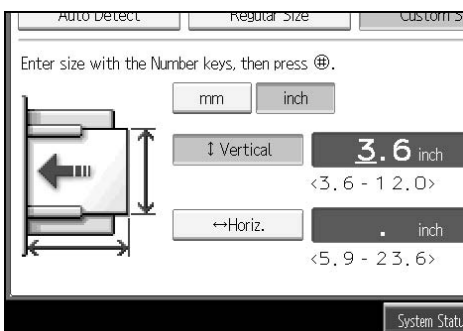 Auto Detect Regular Size Custom S
Enter size with the Number keys, then press ⊕.
mm inch
↕ Vertical 3.6 inch
<3.6 - 12.0>
↔Horiz. . inch
<5.9 - 23.6>
System Statu